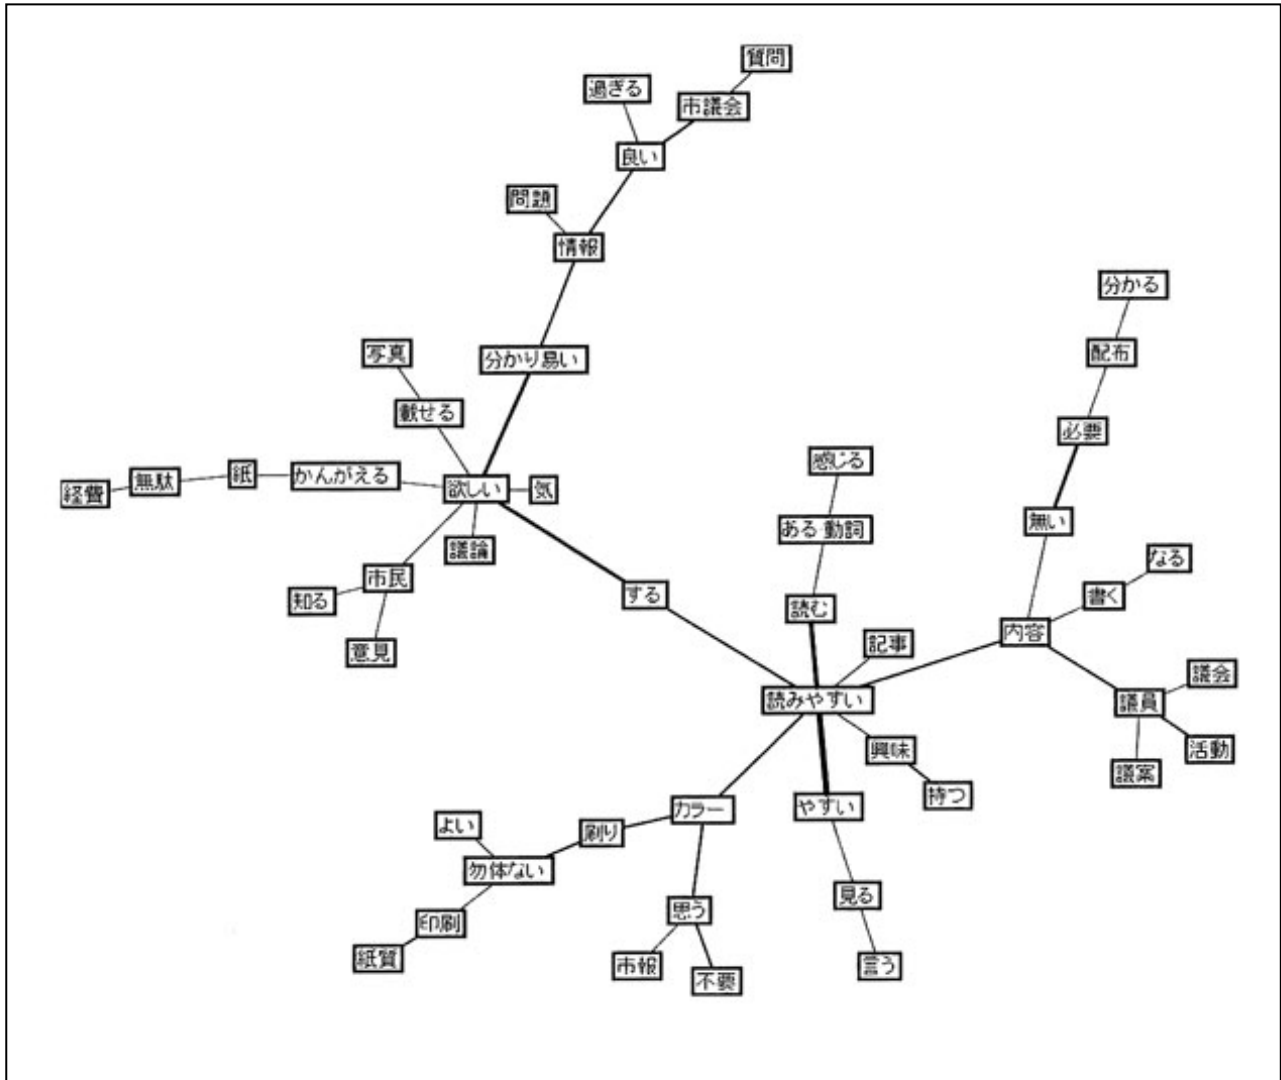 質問
過ぎる
市議会
良い
問題
情報
分かる
写真
分かり易い
配布
載せる
必要
感じる
経費
無駄
紙
かんがえる
欲しい
気
無い
ある 動詞
議論
なる
市民
知る
する
読む
書く
内容
記事
意見
議会
読みやすい
議員
興味
活動
議案
持つ
カラー
やすい
よい
刷り
勿体ない
見る
思う
印刷
紙質
市報
不要
言う